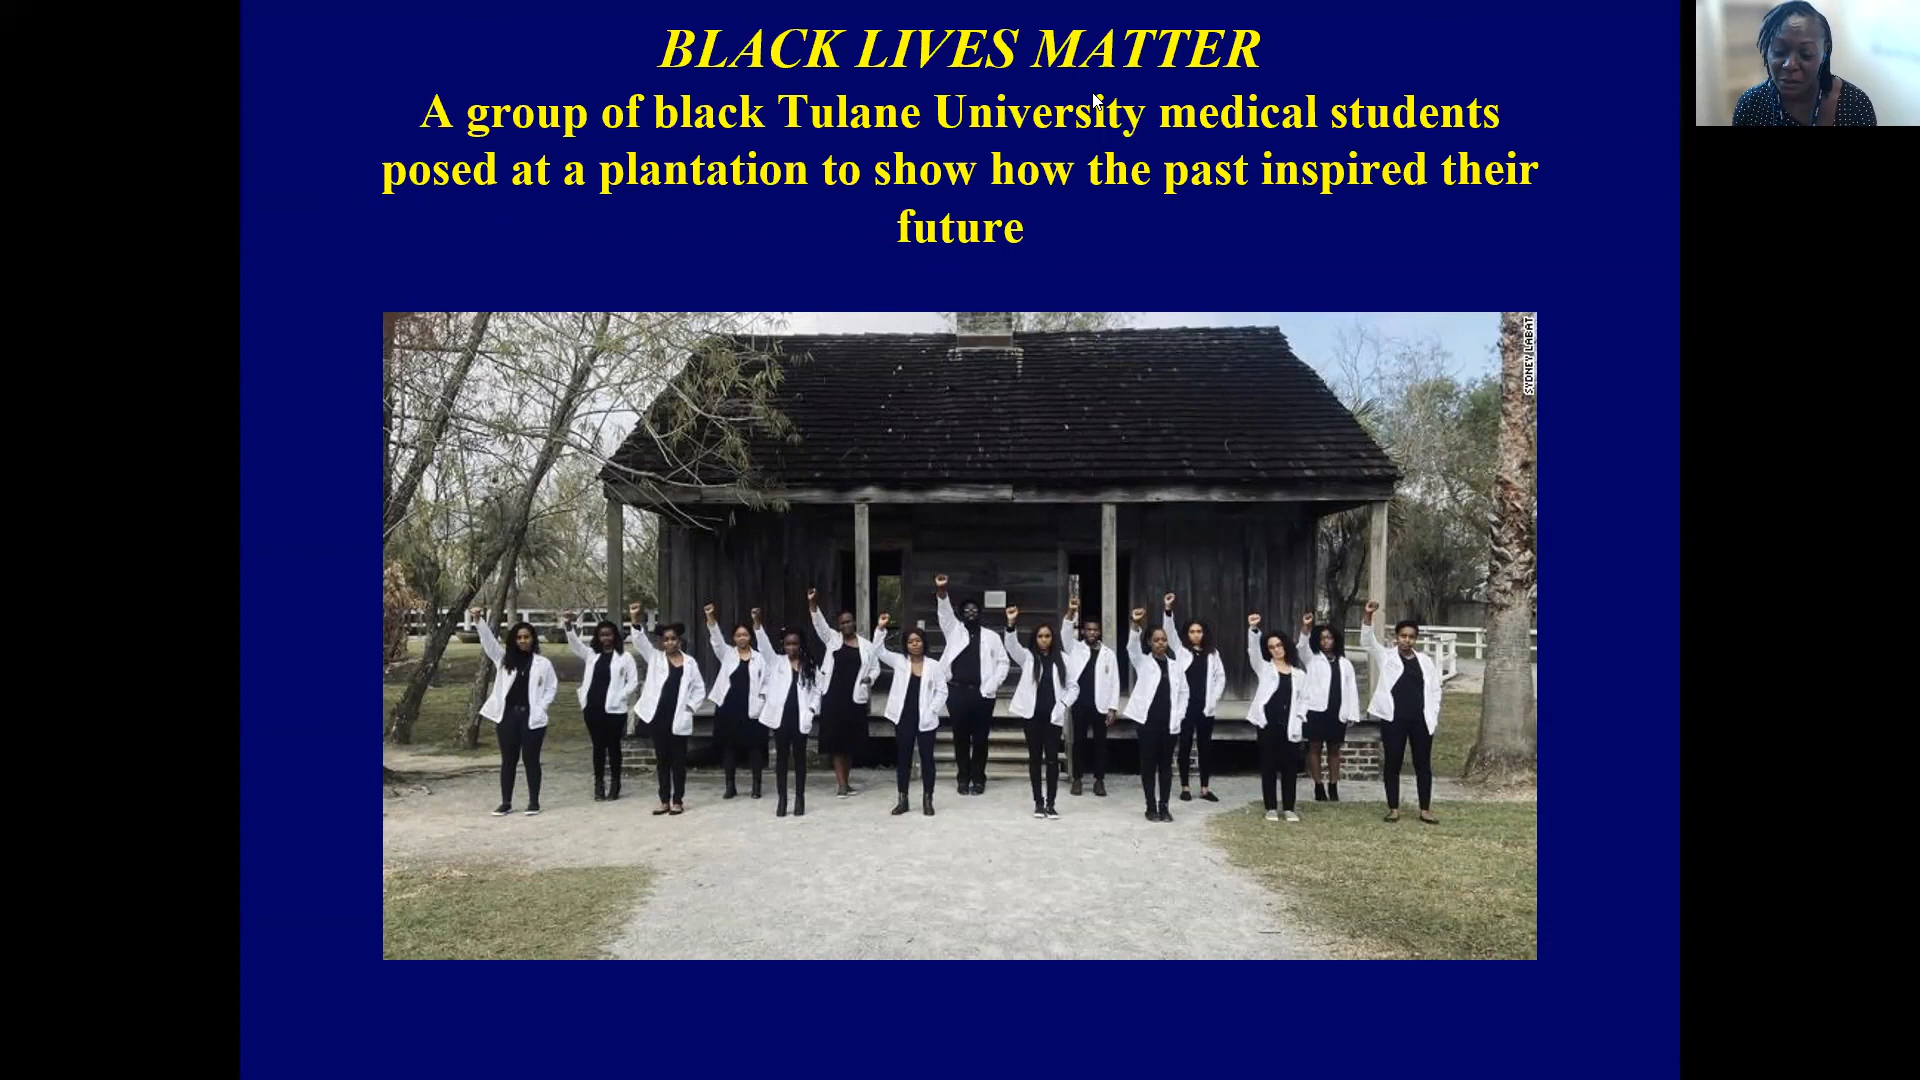 BLACK LIVES MATTER
A group of black Tulane University medical students
posed at a plantation to show how the past inspired their
future
SYDNEY LABAT